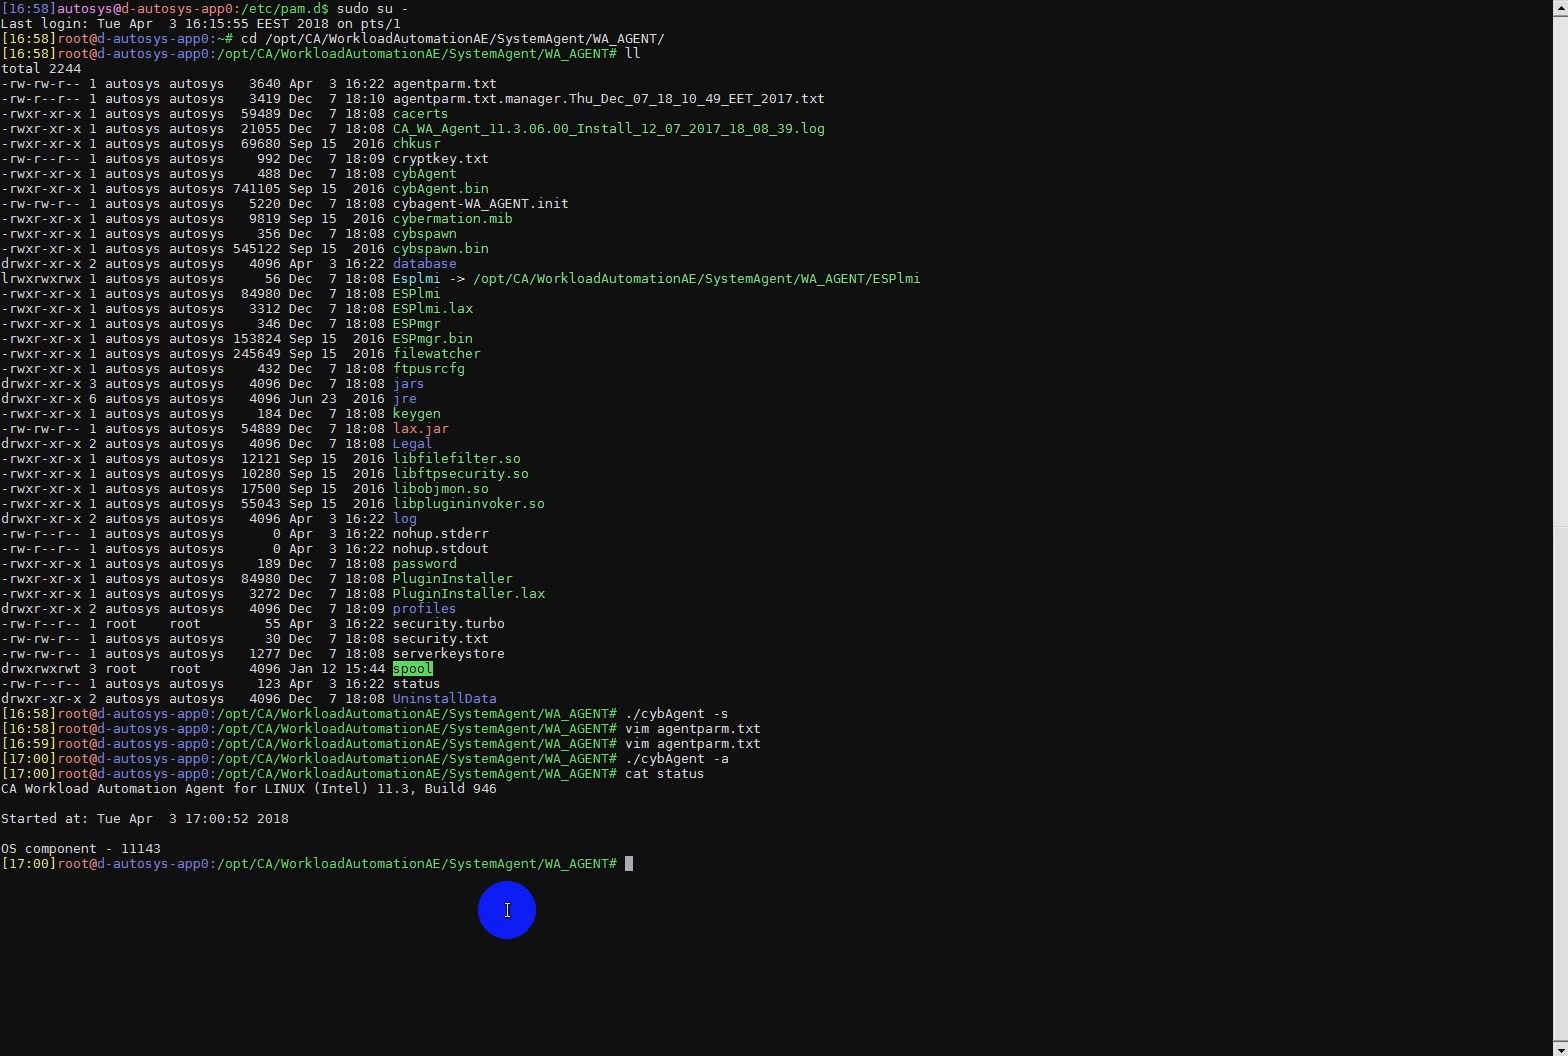 [16:58]autosys@d-autosys-app0:/etc/pam.d$ sudo su -
Last login: Tue Apr  3 16:15:55 EEST 2018 on pts/1
[16:58]root@d-autosys-app0:~# cd /opt/CA/WorkloadAutomationAE/SystemAgent/WA_AGENT/
[16:58]root@d-autosys-app0:/opt/CA/WorkloadAutomationAE/SystemAgent/WA_AGENT# ll
total 2244
-rw-rw-r-- 1 autosys autosys   3640 Apr  3 16:22 agentparm.txt
-rw-r--r-- 1 autosys autosys   3419 Dec  7 18:10 agentparm.txt.manager.Thu_Dec_07_18_10_49_EET_2017.txt
-rwxr-xr-x 1 autosys autosys  59489 Dec  7 18:08 cacerts
-rwxr-xr-x 1 autosys autosys  21055 Dec  7 18:08 CA_WA_Agent_11.3.06.00_Install_12_07_2017_18_08_39.log
-rwxr-xr-x 1 autosys autosys  69680 Sep 15  2016 chkusr
-rw-r--r-- 1 autosys autosys    992 Dec  7 18:09 cryptkey.txt
-rwxr-xr-x 1 autosys autosys    488 Dec  7 18:08 cybAgent
-rwxr-xr-x 1 autosys autosys 741105 Sep 15  2016 cybAgent.bin
-rw-rw-r-- 1 autosys autosys   5220 Dec  7 18:08 cybagent-WA_AGENT.init
-rwxr-xr-x 1 autosys autosys   9819 Sep 15  2016 cybermation.mib
-rwxr-xr-x 1 autosys autosys    356 Dec  7 18:08 cybspawn
-rwxr-xr-x 1 autosys autosys 545122 Sep 15  2016 cybspawn.bin
drwxr-xr-x 2 autosys autosys   4096 Apr  3 16:22 database
lrwxrwxrwx 1 autosys autosys     56 Dec  7 18:08 Esplmi -> /opt/CA/WorkloadAutomationAE/SystemAgent/WA_AGENT/ESPlmi
-rwxr-xr-x 1 autosys autosys  84980 Dec  7 18:08 ESPlmi
-rwxr-xr-x 1 autosys autosys   3312 Dec  7 18:08 ESPlmi.lax
-rwxr-xr-x 1 autosys autosys    346 Dec  7 18:08 ESPmgr
-rwxr-xr-x 1 autosys autosys 153824 Sep 15  2016 ESPmgr.bin
-rwxr-xr-x 1 autosys autosys 245649 Sep 15  2016 filewatcher
-rwxr-xr-x 1 autosys autosys    432 Dec  7 18:08 ftpusrcfg
drwxr-xr-x 3 autosys autosys   4096 Dec  7 18:08 jars
drwxr-xr-x 6 autosys autosys   4096 Jun 23  2016 jre
-rwxr-xr-x 1 autosys autosys    184 Dec  7 18:08 keygen
-rw-rw-r-- 1 autosys autosys  54889 Dec  7 18:08 lax.jar
drwxr-xr-x 2 autosys autosys   4096 Dec  7 18:08 Legal
-rwxr-xr-x 1 autosys autosys  12121 Sep 15  2016 libfilefilter.so
-rwxr-xr-x 1 autosys autosys  10280 Sep 15  2016 libftpsecurity.so
-rwxr-xr-x 1 autosys autosys  17500 Sep 15  2016 libobjmon.so
-rwxr-xr-x 1 autosys autosys  55043 Sep 15  2016 libplugininvoker.so
drwxr-xr-x 2 autosys autosys   4096 Apr  3 16:22 log
-rw-r--r-- 1 autosys autosys      0 Apr  3 16:22 nohup.stderr
-rw-r--r-- 1 autosys autosys      0 Apr  3 16:22 nohup.stdout
-rwxr-xr-x 1 autosys autosys    189 Dec  7 18:08 password
-rwxr-xr-x 1 autosys autosys  84980 Dec  7 18:08 PluginInstaller
-rwxr-xr-x 1 autosys autosys   3272 Dec  7 18:08 PluginInstaller.lax
drwxr-xr-x 2 autosys autosys   4096 Dec  7 18:09 profiles
-rw-r--r-- 1 root    root        55 Apr  3 16:22 security.turbo
-rw-rw-r-- 1 autosys autosys     30 Dec  7 18:08 security.txt
-rw-rw-r-- 1 autosys autosys   1277 Dec  7 18:08 serverkeystore
drwxrwxrwt 3 root    root      4096 Jan 12 15:44 spool
-rw-r--r-- 1 autosys autosys    123 Apr  3 16:22 status
drwxr-xr-x 2 autosys autosys   4096 Dec  7 18:08 UninstallData
[16:58]root@d-autosys-app0:/opt/CA/WorkloadAutomationAE/SystemAgent/WA_AGENT# ./cybAgent -s
[16:58]root@d-autosys-app0:/opt/CA/WorkloadAutomationAE/SystemAgent/WA_AGENT# vim agentparm.txt
[16:59]root@d-autosys-app0:/opt/CA/WorkloadAutomationAE/SystemAgent/WA_AGENT# vim agentparm.txt
[17:00]root@d-autosys-app0:/opt/CA/WorkloadAutomationAE/SystemAgent/WA_AGENT# ./cybAgent -a
[17:00]root@d-autosys-app0:/opt/CA/WorkloadAutomationAE/SystemAgent/WA_AGENT# cat status
CA Workload Automation Agent for LINUX (Intel) 11.3, Build 946
Started at: Tue Apr  3 17:00:52 2018
OS component - 11143
[17:00]root@d-autosys-app0:/opt/CA/WorkloadAutomationAE/SystemAgent/WA_AGENT#